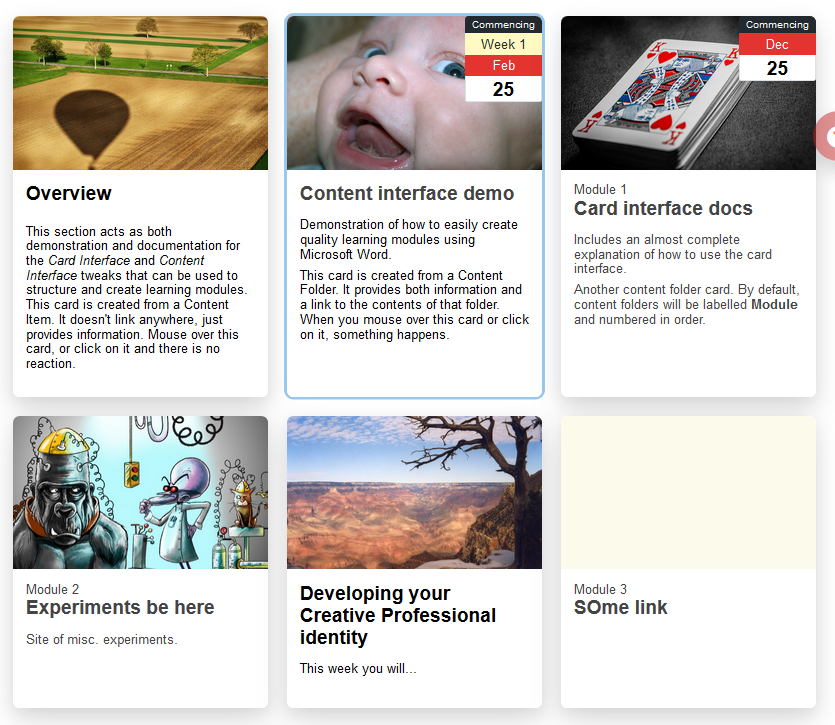 Commencing
Week 1
Feb
25
Commencing
Dec
25
K
K
K
Overview
This section acts as both
demonstration and documentation for
the Card Interface and Content
Interface tweaks that can be used to
structure and create learning modules.
This card is created from a Content
Item. It doesn't link anywhere, just
provides information. Mouse over this
card, or click on it and there is no
reaction.
Content interface demo
Demonstration of how to easily create
quality learning modules using
Microsoft Word.
This card is created from a Content
Folder. It provides both information and
a link to the contents of that folder.
When you mouse over this card or click
on it, something happens.
Module 1
Card interface docs
Includes an almost complete
explanation of how to use the card
interface.
Another content folder card. By default,
content folders will be labelled Module
and numbered in order.
Module 2
Experiments be here
Site of misc. experiments.
Developing your
Creative Professional
identity
This week you will...
Module 3
SOme link